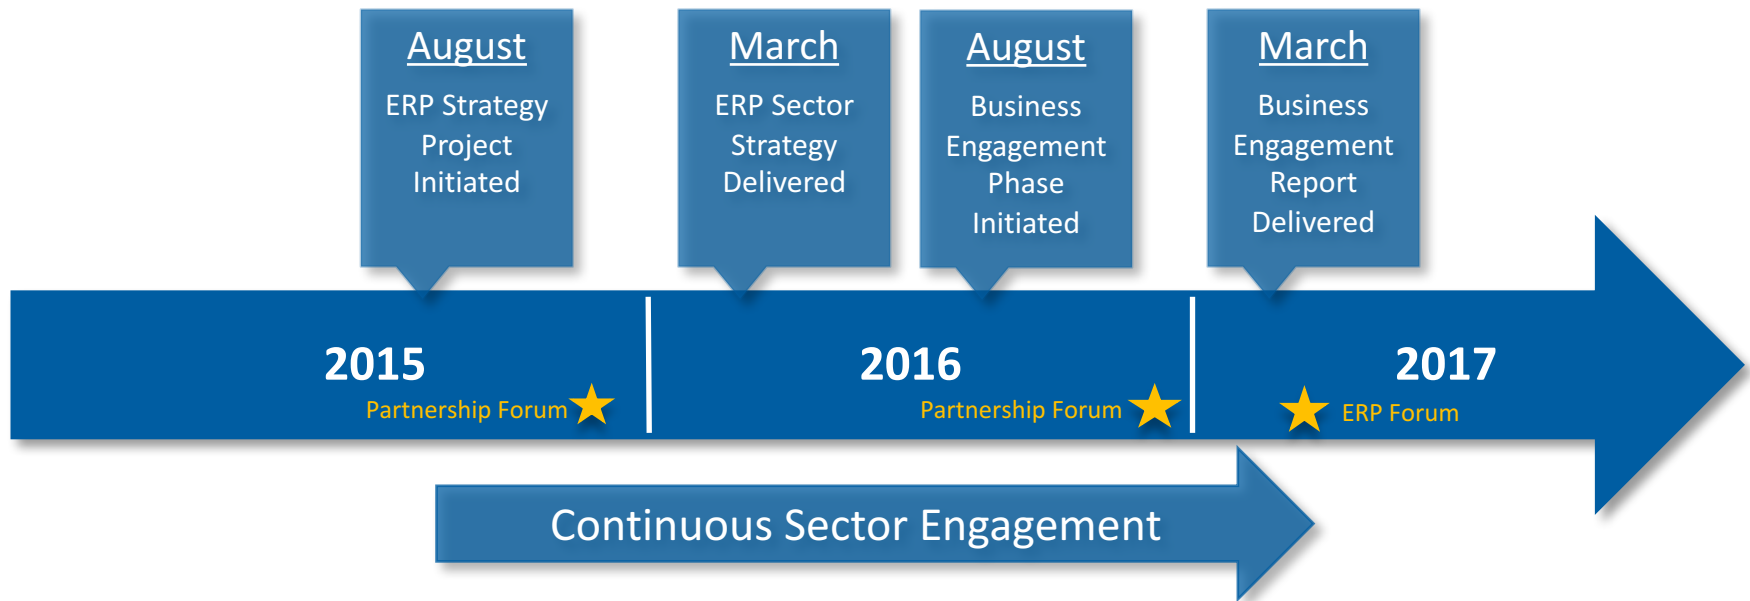 August
ERP Strategy
Project
Initiated
March
ERP Sector
Strategy
Delivered
August
Business
Engagement
Phase
Initiated
March
Business
Engagement
Report
Delivered
2015
Partnership Forum
2016
Partnership Forum
2017
ERP Forum
Continuous Sector Engagement